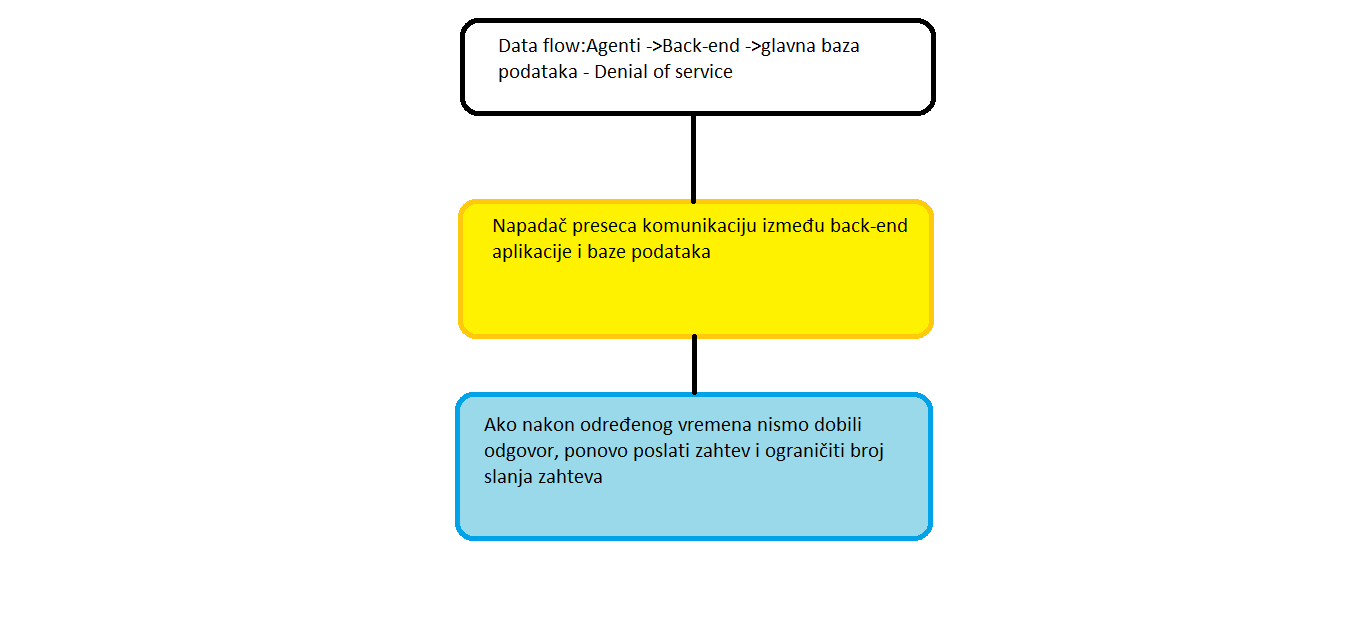 Data flow:Agenti ->Back-end ->glavna baza
podataka - Denial of service
Napadač preseca komunikaciju između back-end
aplikacije i baze podataka
Ako nakon određenog vremena nismo dobili
odgovor, ponovo poslati zahtev i ograničiti broj
slanja zahteva